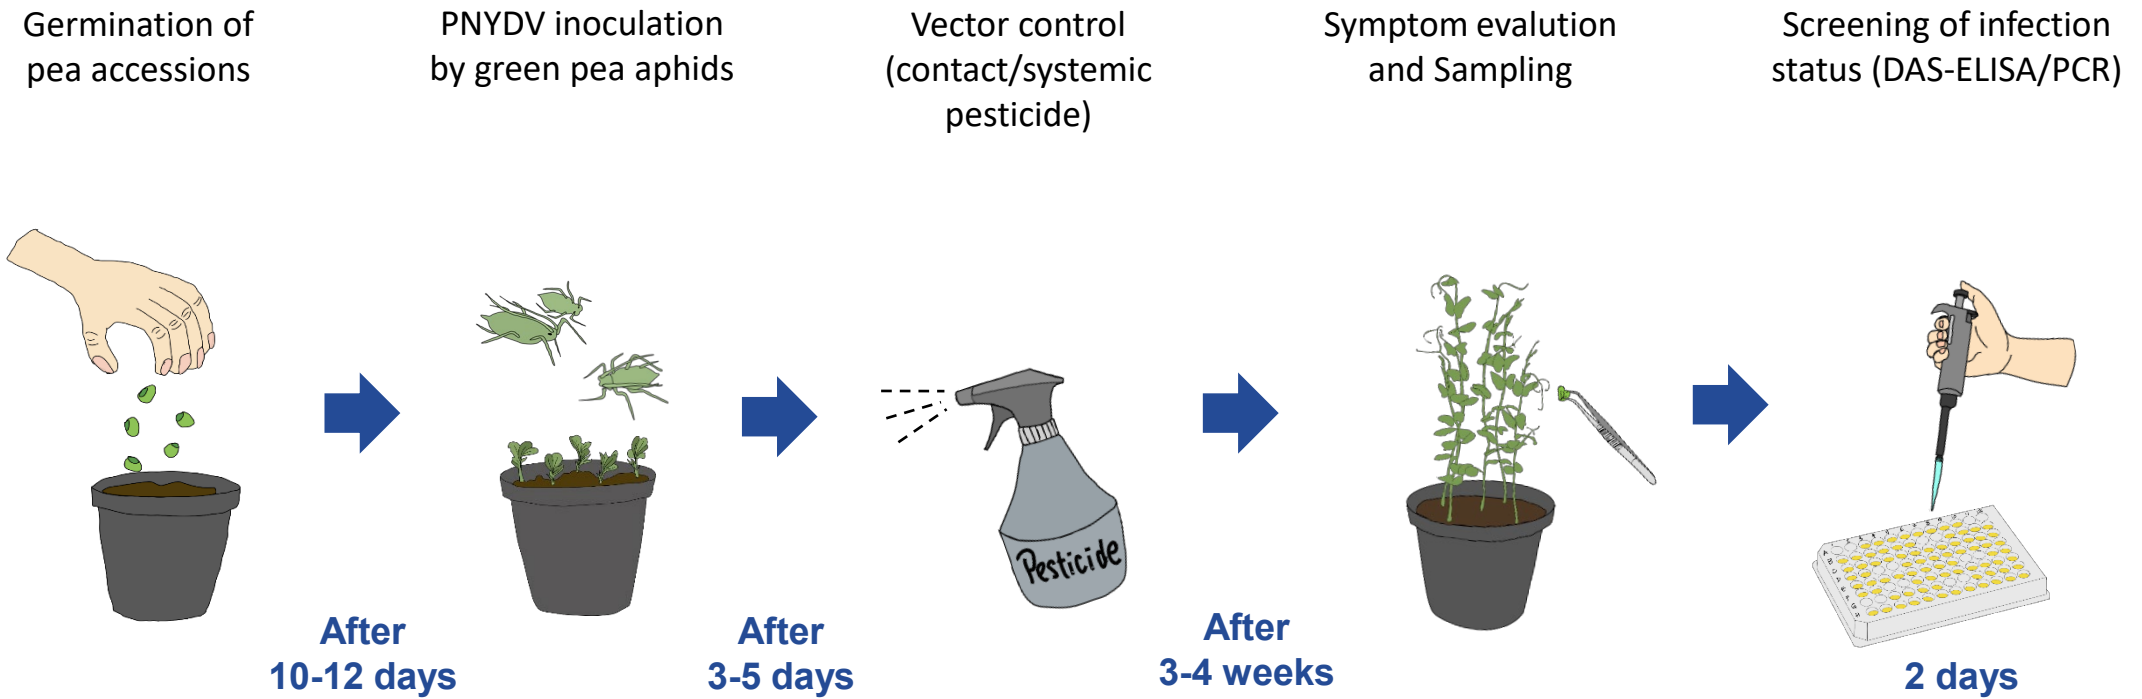 Germination of
pea accessions
PNYDV inoculation
by green pea aphids
Vector control
(contact/systemic
pesticide)
Symptom evalution
and Sampling
Screening of infection
status (DAS-ELISA/PCR)
Pesticide
After
10-12 days
After
3-5 days
After
3-4 weeks
2 days